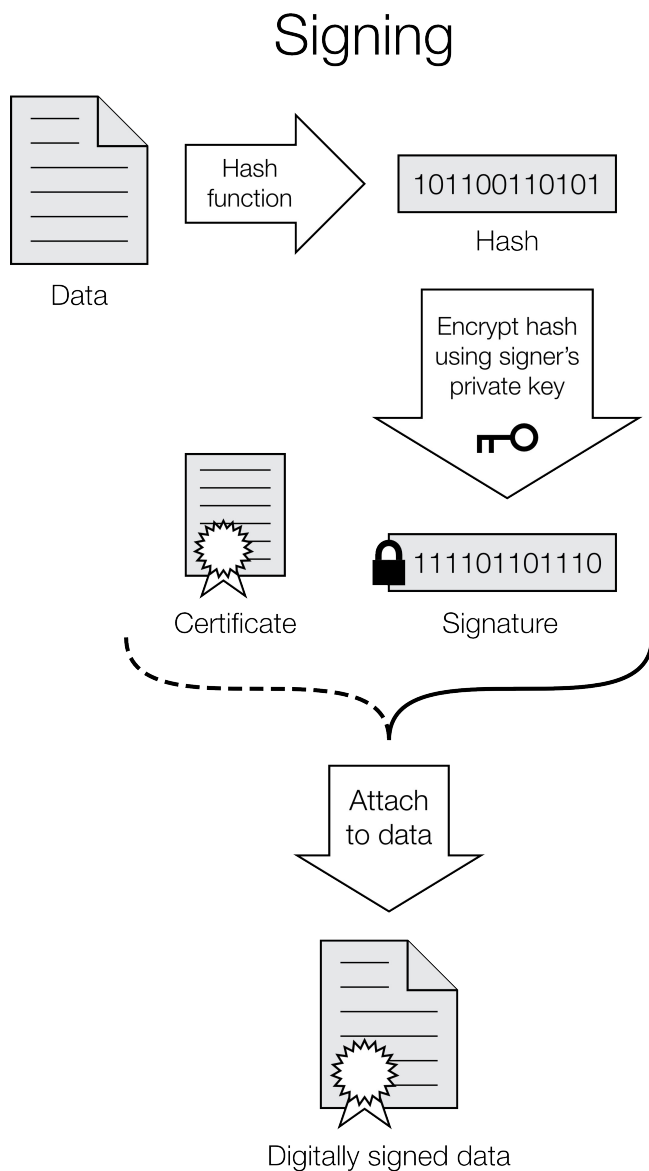 Signing
Hash
function
101100110101
Hash
Data
Encrypt hash
using signer's
private key
111101101110
Certificate
Signature
Attach
to data
Digitally signed data